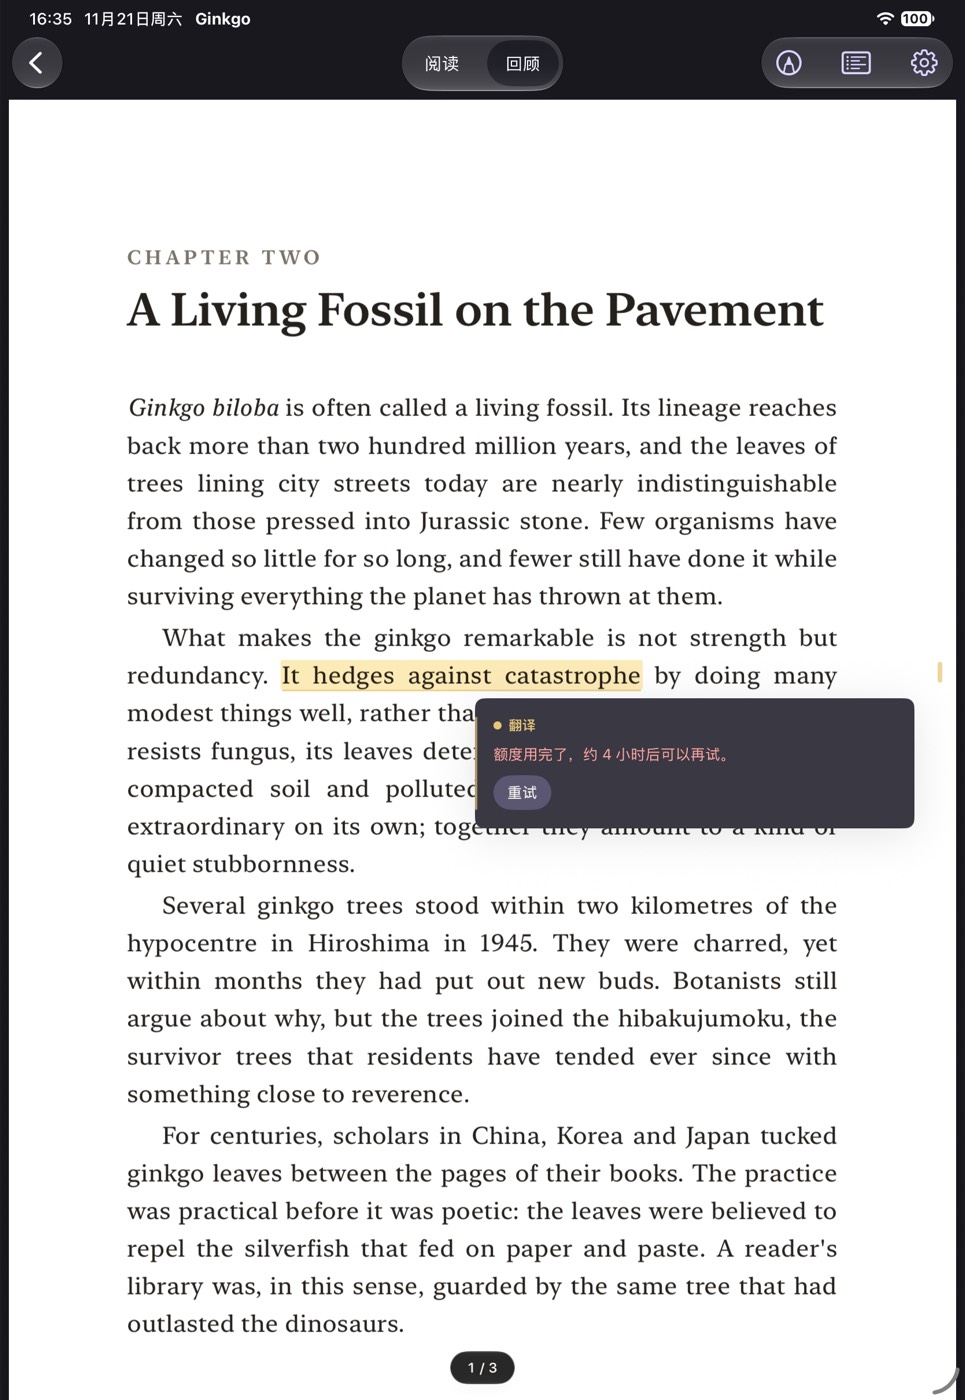 16:35 11月21日周六 Ginkgo 100
阅读 回顾
CHAPTER TWO
A Living Fossil on the Pavement
Ginkgo biloba is often called a living fossil. Its lineage reaches
back more than two hundred million years, and the leaves of
trees lining city streets today are nearly indistinguishable
from those pressed into Jurassic stone. Few organisms have
changed so little for so long, and fewer still have done it while
surviving everything the planet has thrown at them.
What makes the ginkgo remarkable is not strength but
redundancy. It hedges against catastrophe by doing many
modest things well, rather
翻译
额度用完了，约 4 小时后可以再试。
重试
resists fungus, its leaves
compacted soil and polluted
extraordinary on its own; together they amount to a kind of
quiet stubbornness.
Several ginkgo trees stood within two kilometres of the
hypocentre in Hiroshima in 1945. They were charred, yet
within months they had put out new buds. Botanists still
argue about why, but the trees joined the hibakujumoku, the
survivor trees that residents have tended ever since with
something close to reverence.
For centuries, scholars in China, Korea and Japan tucked
ginkgo leaves between the pages of their books. The practice
was practical before it was poetic: the leaves were believed to
repel the silverfish that fed on paper and paste. A reader's
library was, in this sense, guarded by the same tree that had
outlasted the dinosaurs.
1 / 3